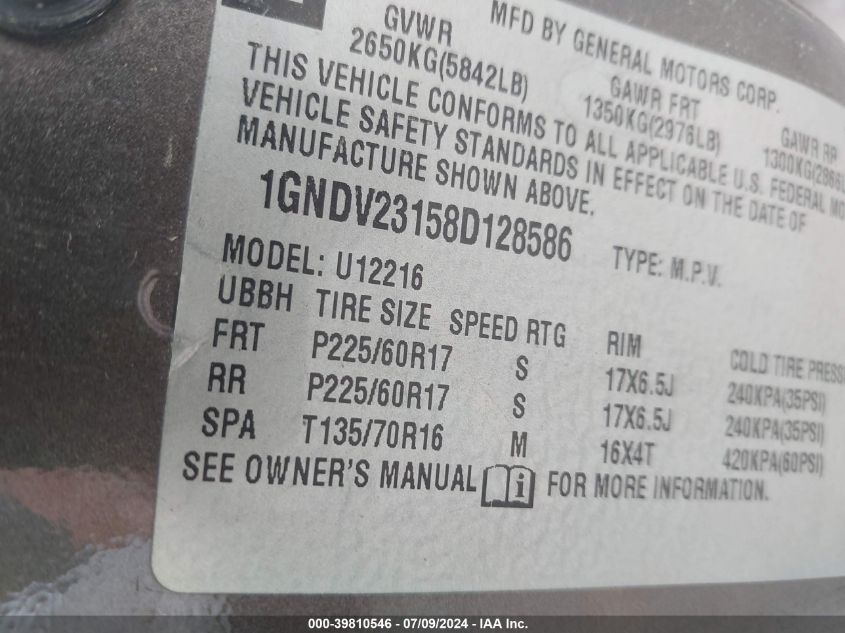 MFD BY GENERAL MOTORS CORP.
GVWR GAWR FRT GAWR RR
2650KG(5842LB) 1350KG(2976LB)
THIS VEHICLE CONFORMS TO ALL APPLICABLE U.S. FEDERAL
VEHICLE SAFETY STANDARDS IN EFFECT ON THE DATE OF
MANUFACTURE SHOWN ABOVE.
1GNDV23158D128586 TYPE: M.P.V.
MODEL: U12216
UBBH TIRE SIZE SPEED RTG RIM COLD TIRE
FRT P225/60R17 S 17X6.5J 240KPA(35PSI)
RR P225/60R17 S 17X6.5J 240KPA(35PSI)
SPA T135/70R16 M 16X4T 420KPA(60PSI)
SEE OWNER'S MANUAL i FOR MORE INFORMATION.
000-39810546 / 07/09/2024 - IAA Inc.